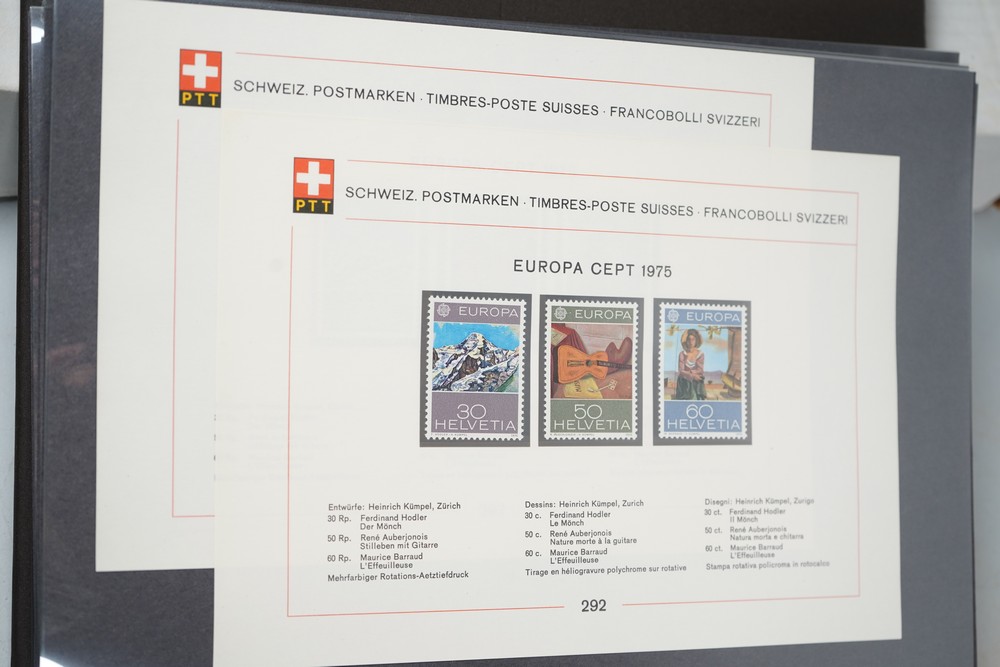 PTT
SCHWEIZ. POSTMARKEN · TIMBRES-POSTE SUISSES · FRANCOBOLLI SVIZZERI
PTT
SCHWEIZ. POSTMARKEN · TIMBRES-POSTE SUISSES · FRANCOBOLLI SVIZZERI
EUROPA CEPT 1975
EUROPA
30
HELVETIA
EUROPA
50
HELVETIA
EUROPA
60
HELVETIA
Entwürfe: Heinrich Kümpel, Zürich
30 Rp. Ferdinand Hodler
Der Mönch
50 Rp. René Auberjonois
Stilleben mit Gitarre
60 Rp. Maurice Barraud
L'Effeuilleuse
Mehrfarbiger Rotations-Aetztiefdruck
Dessins: Heinrich Kümpel, Zurich
30 c. Ferdinand Hodler
Le Mönch
50 c. René Auberjonois
Nature morte à la guitare
60 c. Maurice Barraud
L'Effeuilleuse
Tirage en héliogravure polychrome sur rotative
Disegni: Heinrich Kümpel, Zurigo
30 ct. Ferdinand Hodler
Il Mönch
50 ct. René Auberjonois
Natura morta e chitarra
60 ct. Maurice Barraud
L'Effeuilleuse
Stampa rotativa policroma in rotocalco
292